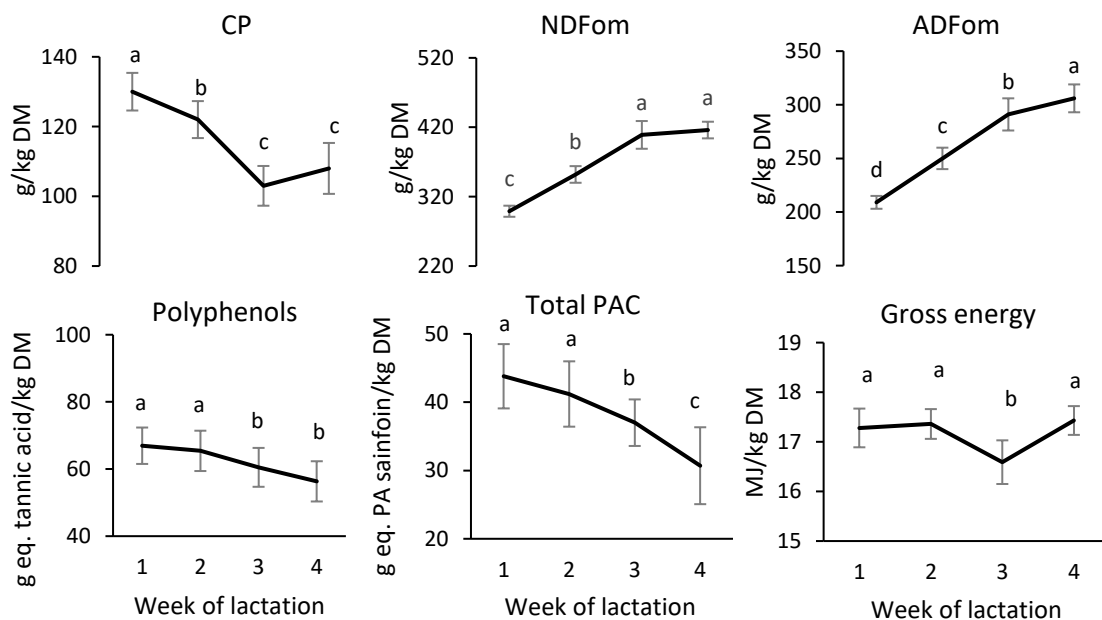 CP
NDFom
ADFom
140
120
100
80
g/kg DM
a
b
c
c
520
420
320
220
g/kg DM
c
b
a
a
350
300
250
200
150
g/kg DM
d
c
b
a
Polyphenols
Total PAC
Gross energy
100
80
60
40
g eq. tannic acid/kg DM
a
a
b
b
1 2 3 4
Week of lactation
50
40
30
20
g eq. PA sainfoin/kg DM
a
a
b
c
1 2 3 4
Week of lactation
19
18
17
16
15
MJ/kg DM
a
a
b
a
1 2 3 4
Week of lactation